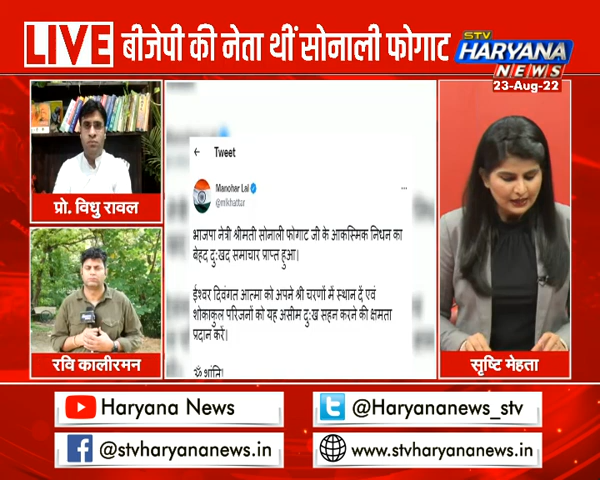 LIVE बीजेपी की नेता थीं सोनाली फोगाट
STV
HARYANA
NEWS
23-Aug-22
प्रो. विधु रावल
रवि कालीरमन
← Tweet
Manohar Lal
@mlkhattar
भाजपा नेत्री श्रीमती सोनाली फोगाट जी के आकस्मिक निधन का
बेहद दु:खद समाचार प्राप्त हुआ।
ईश्वर दिवंगत आत्मा को अपने श्री चरणों में स्थान दें एवं
शोकाकुल परिजनों को यह असीम दु:ख सहन करने की क्षमता
प्रदान करें।
ॐ शांति!
सृष्टि मेहता
Haryana News
@Haryananews_stv
@stvharyananews.in
www.stvharyananews.in